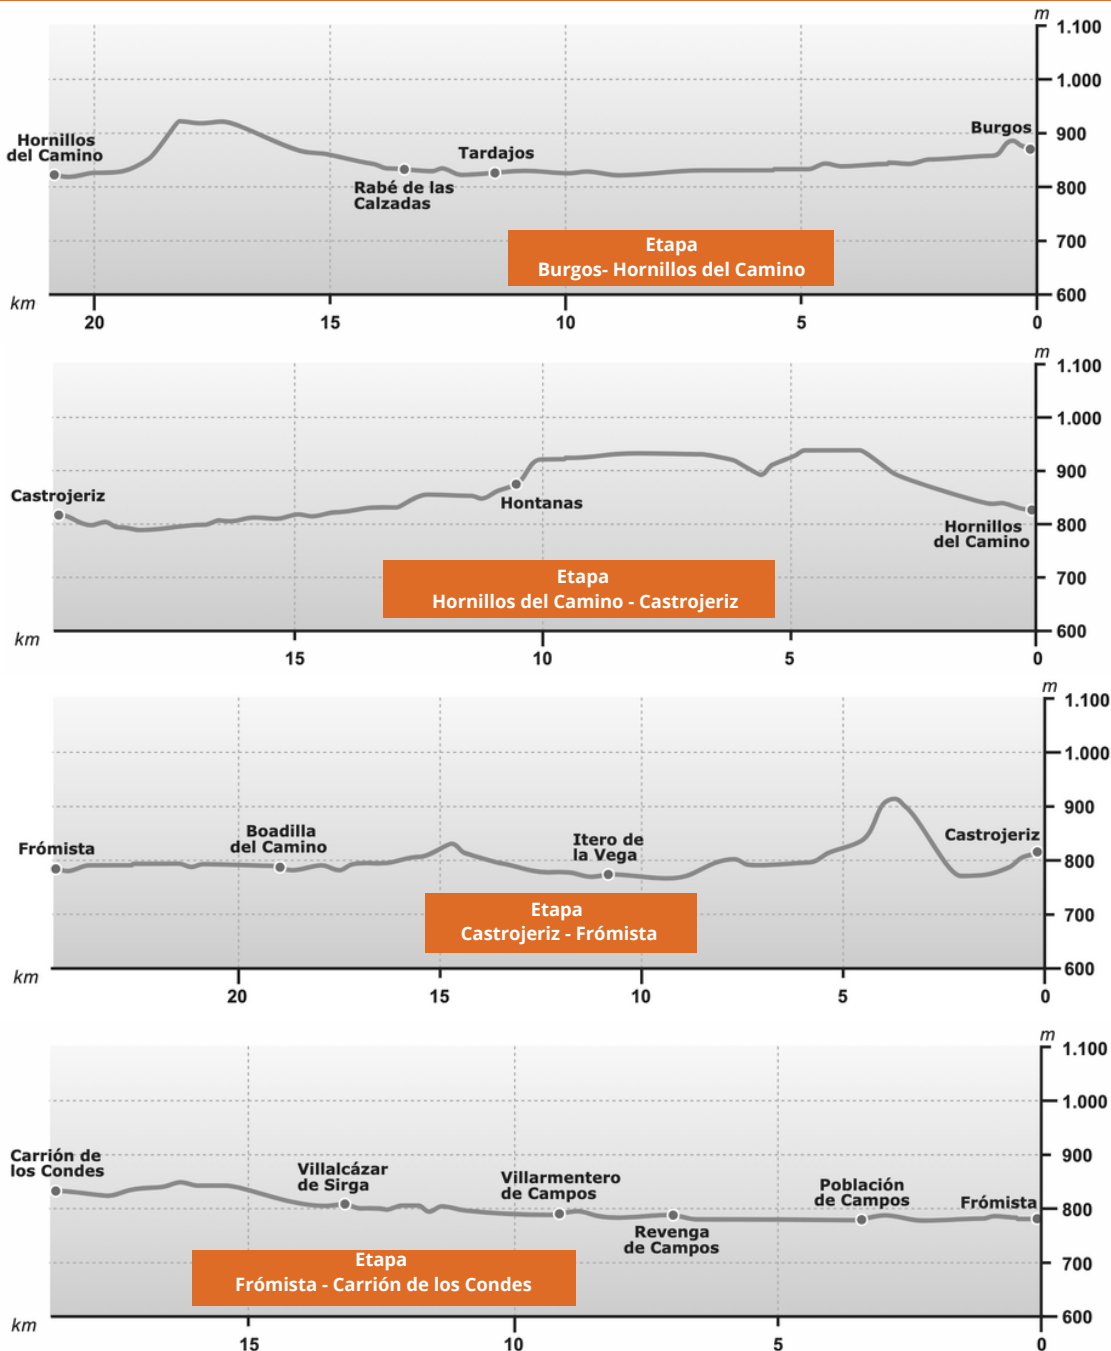 m
1.100
1.000
900
800
700
600
Hornillos
del Camino
Rabé de las
Calzadas
Tardajos
Burgos
Etapa
Burgos- Hornillos del Camino
km
20
15
10
5
0
m
1.100
1.000
900
800
700
600
Castrojeriz
Hontanas
Hornillos
del Camino
Etapa
Hornillos del Camino - Castrojeriz
km
15
10
5
0
m
1.100
1.000
900
800
700
600
Frómista
Boadilla
del Camino
Itero de
la Vega
Castrojeriz
Etapa
Castrojeriz - Frómista
km
20
15
10
5
0
m
1.100
1.000
900
800
700
600
Carrión de
los Condes
Villalcázar
de Sirga
Villarmentero
de Campos
Revenga
de Campos
Población
de Campos
Frómista
Etapa
Frómista - Carrión de los Condes
km
15
10
5
0